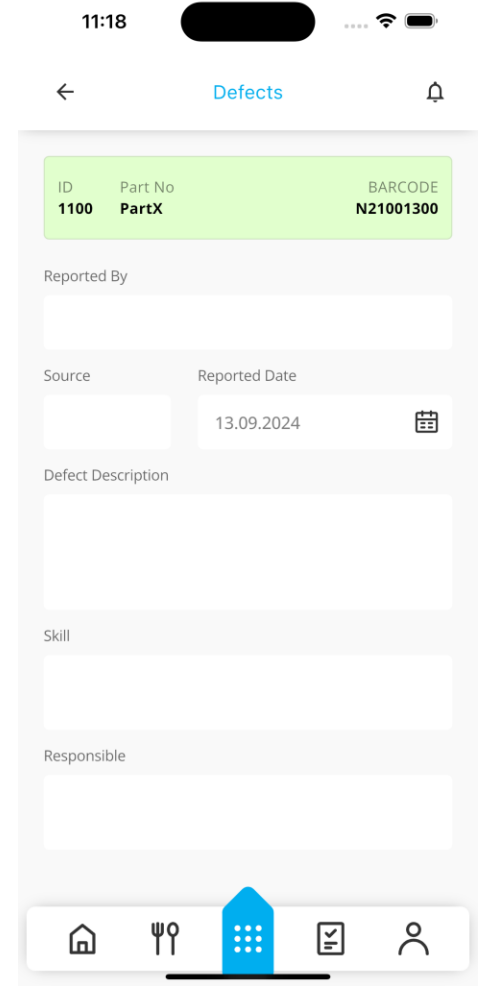 11:18
Defects
ID Part No BARCODE
1100 PartX N21001300
Reported By
Source Reported Date
13.09.2024
Defect Description
Skill
Responsible